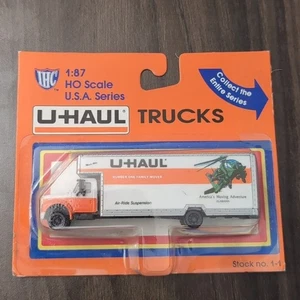 IHC
1:87
HO Scale
U.S.A. Series
Collect the
Entire Series
U-HAUL TRUCKS
U-HAUL
Air-Ride Suspension
America's Moving Adventure
Stock no. 1-1